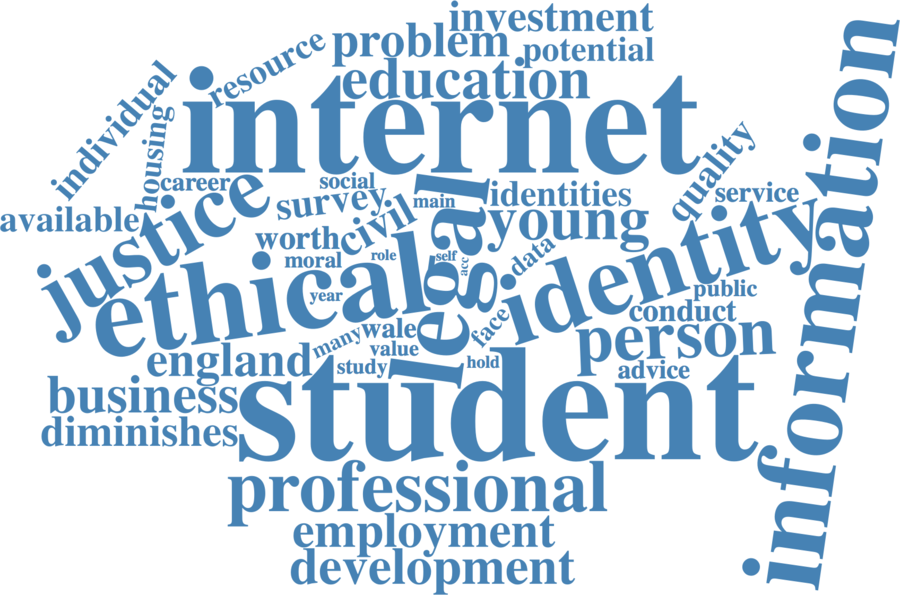 investment
problem
potential
resource
education
individual
internet
housing
information
quality
career
social
service
justice
survey
main
identities
available
civil
young
worth
legal
identity
moral
role
self
acc
data
ethical
year
public
conduct
face
many
wale
person
value
england
study
hold
advice
business
student
diminishes
professional
employment
development